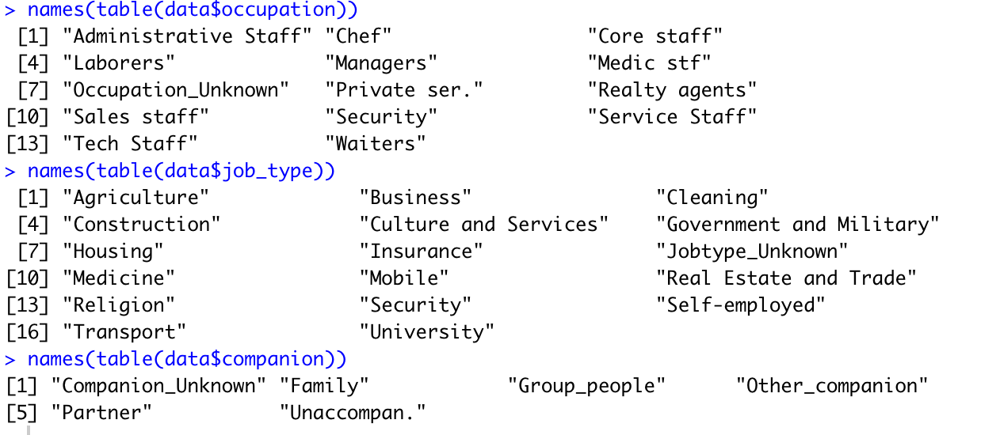 > names(table(data$occupation))
[1] "Administrative Staff" "Chef" "Core staff"
[4] "Laborers" "Managers" "Medic stf"
[7] "Occupation_Unknown" "Private ser." "Realty agents"
[10] "Sales staff" "Security" "Service Staff"
[13] "Tech Staff" "Waiters"
> names(table(data$job_type))
[1] "Agriculture" "Business" "Cleaning"
[4] "Construction" "Culture and Services" "Government and Military"
[7] "Housing" "Insurance" "Jobtype_Unknown"
[10] "Medicine" "Mobile" "Real Estate and Trade"
[13] "Religion" "Security" "Self-employed"
[16] "Transport" "University"
> names(table(data$companion))
[1] "Companion_Unknown" "Family" "Group_people" "Other_companion"
[5] "Partner" "Unaccompan."